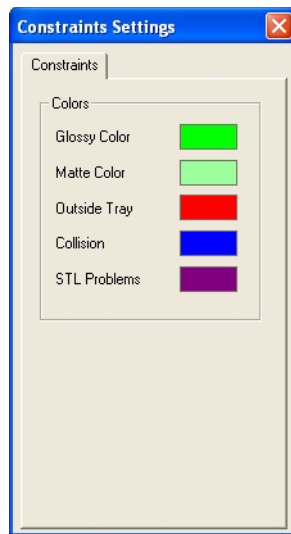 Constraints Settings
Constraints
Colors
Glossy Color
Matte Color
Outside Tray
Collision
STL Problems